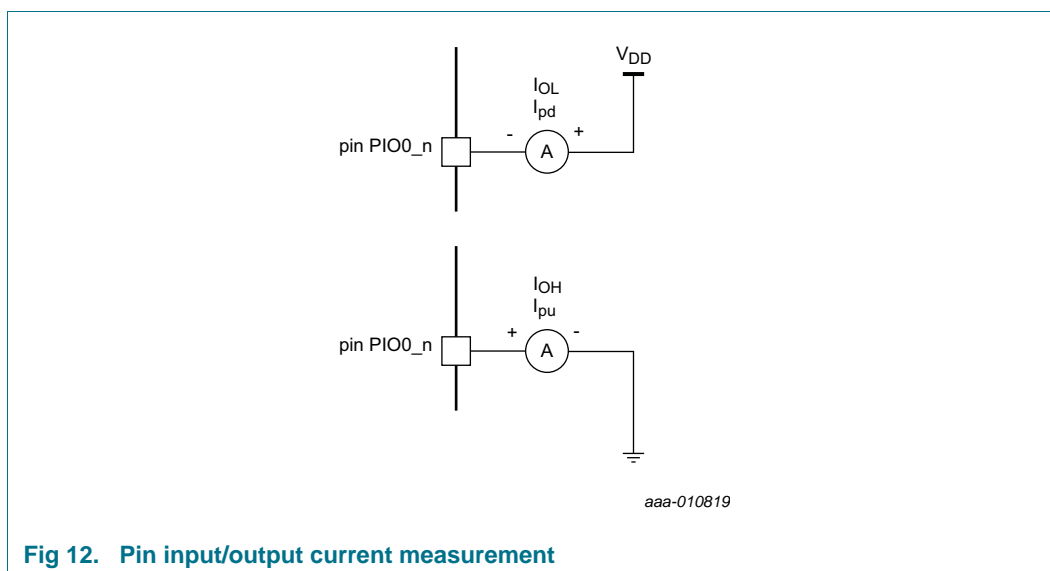 V_DD
I_OL
I_pd
pin PIO0_n - A +
I_OH
I_pu
pin PIO0_n + A -
aaa-010819
Fig 12. Pin input/output current measurement